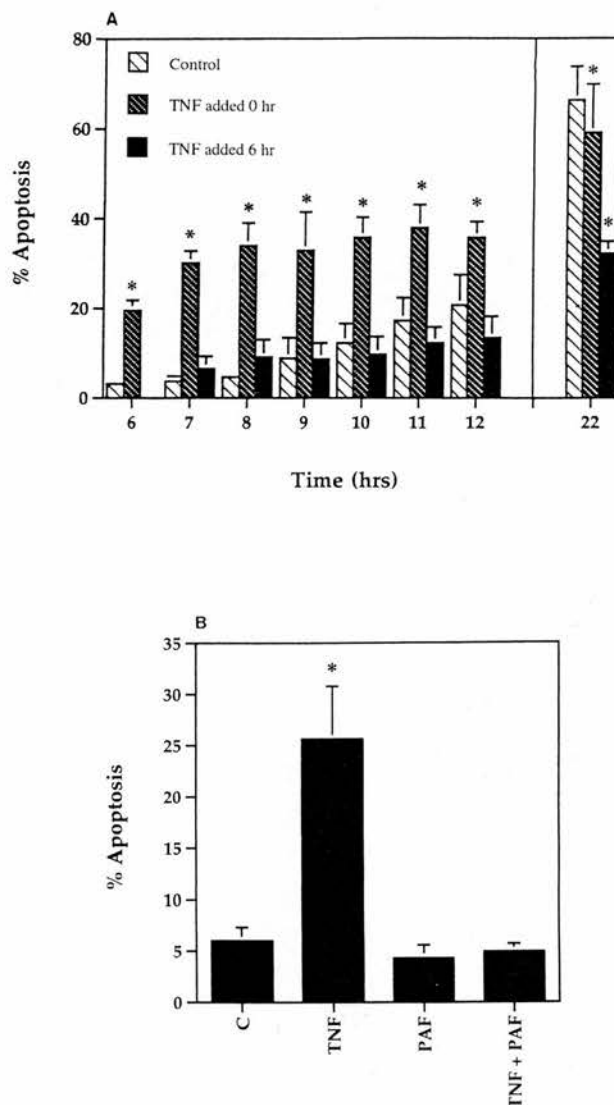 A
80
60
40
20
0
% Apoptosis
Control
TNF added 0 hr
TNF added 6 hr
* * * * * * * * *
6 7 8 9 10 11 12 22
Time (hrs)
B
35
30
25
20
15
10
5
0
% Apoptosis
*
C
TNF
PAF
TNF + PAF